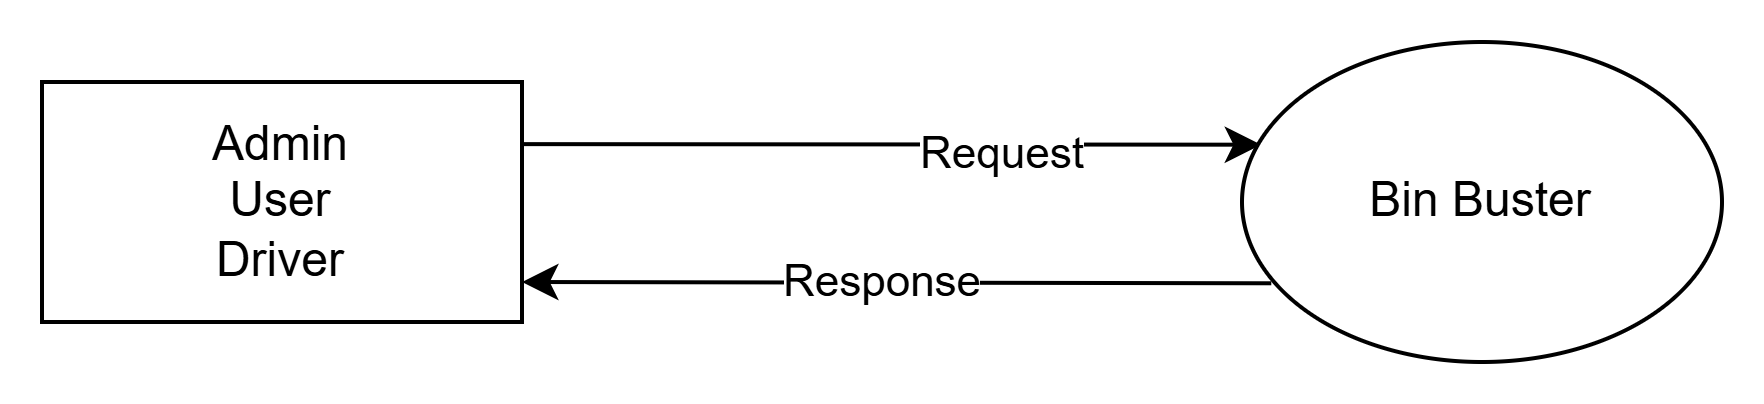 Admin
User
Driver
Request
Response
Bin Buster